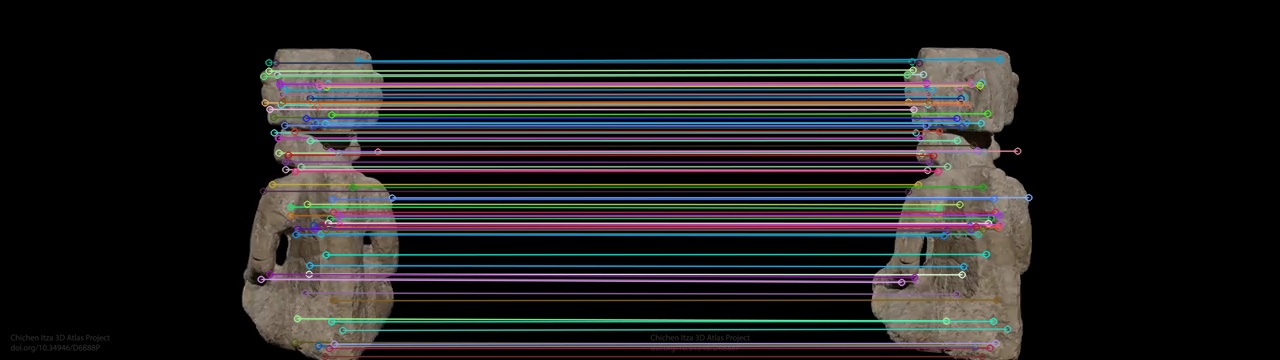 Chichen Itza 3D Atlas Project
doi.org/10.34946/D6888P
Chichen Itza 3D Atlas Project